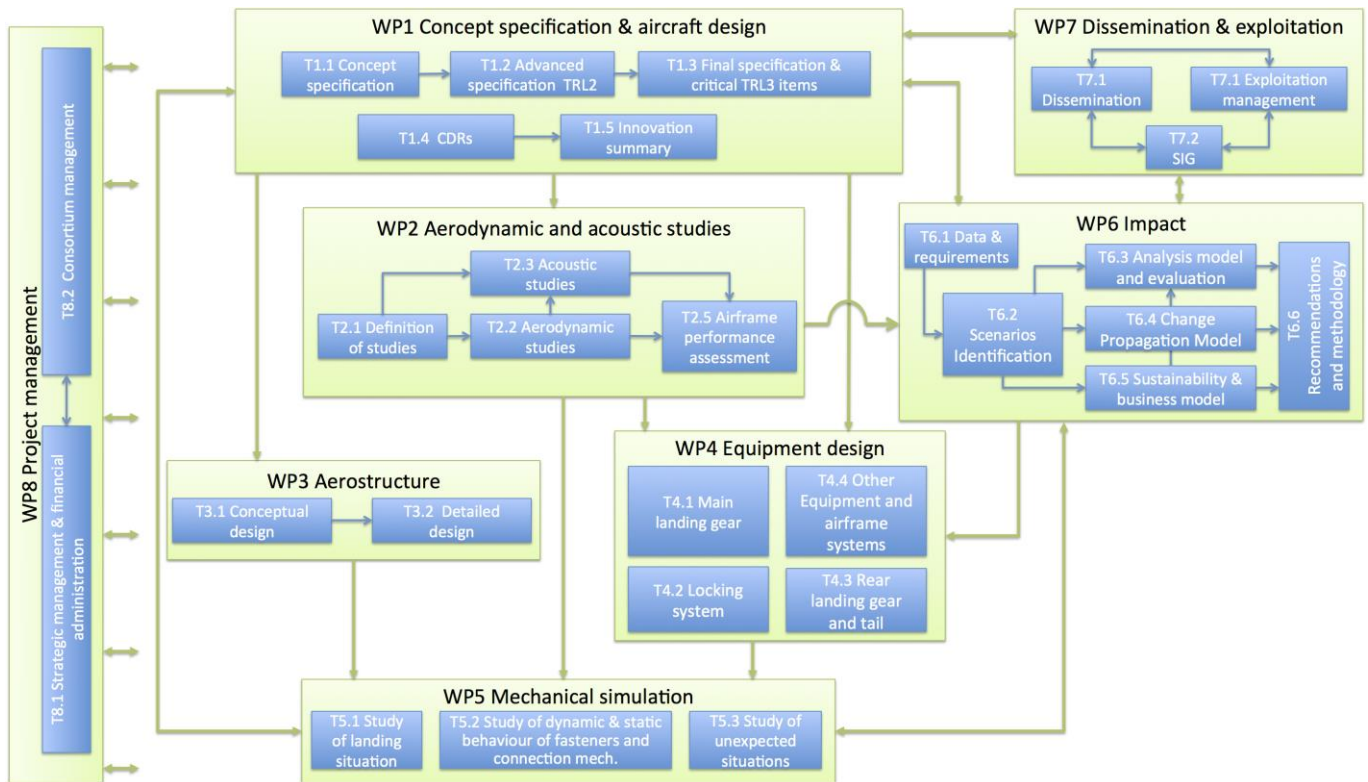 WP8 Project management
T8.2 Consortium management
T8.1 Strategic management & financial
administration
WP1 Concept specification & aircraft design
T1.1 Concept
specification
T1.2 Advanced
specification TRL2
T1.3 Final specification &
critical TRL3 items
T1.4 CDRs
T1.5 Innovation
summary
WP7 Dissemination & exploitation
T7.1
Dissemination
T7.1 Exploitation
management
T7.2
SIG
WP2 Aerodynamic and acoustic studies
T2.3 Acoustic
studies
T2.1 Definition
of studies
T2.2 Aerodynamic
studies
T2.5 Airframe
performance
assessment
WP6 Impact
T6.1 Data &
requirements
T6.2
Scenarios
Identification
T6.3 Analysis model
and evaluation
T6.4 Change
Propagation Model
T6.5 Sustainability &
business model
T6.6
Recommendations
and methodology
WP3 Aerostructure
T3.1 Conceptual
design
T3.2 Detailed
design
WP4 Equipment design
T4.1 Main
landing gear
T4.4 Other
Equipment and
airframe
systems
T4.2 Locking
system
T4.3 Rear
landing gear
and tail
WP5 Mechanical simulation
T5.1 Study
of landing
situation
T5.2 Study of dynamic & static
behaviour of fasteners and
connection mech.
T5.3 Study of
unexpected
situations